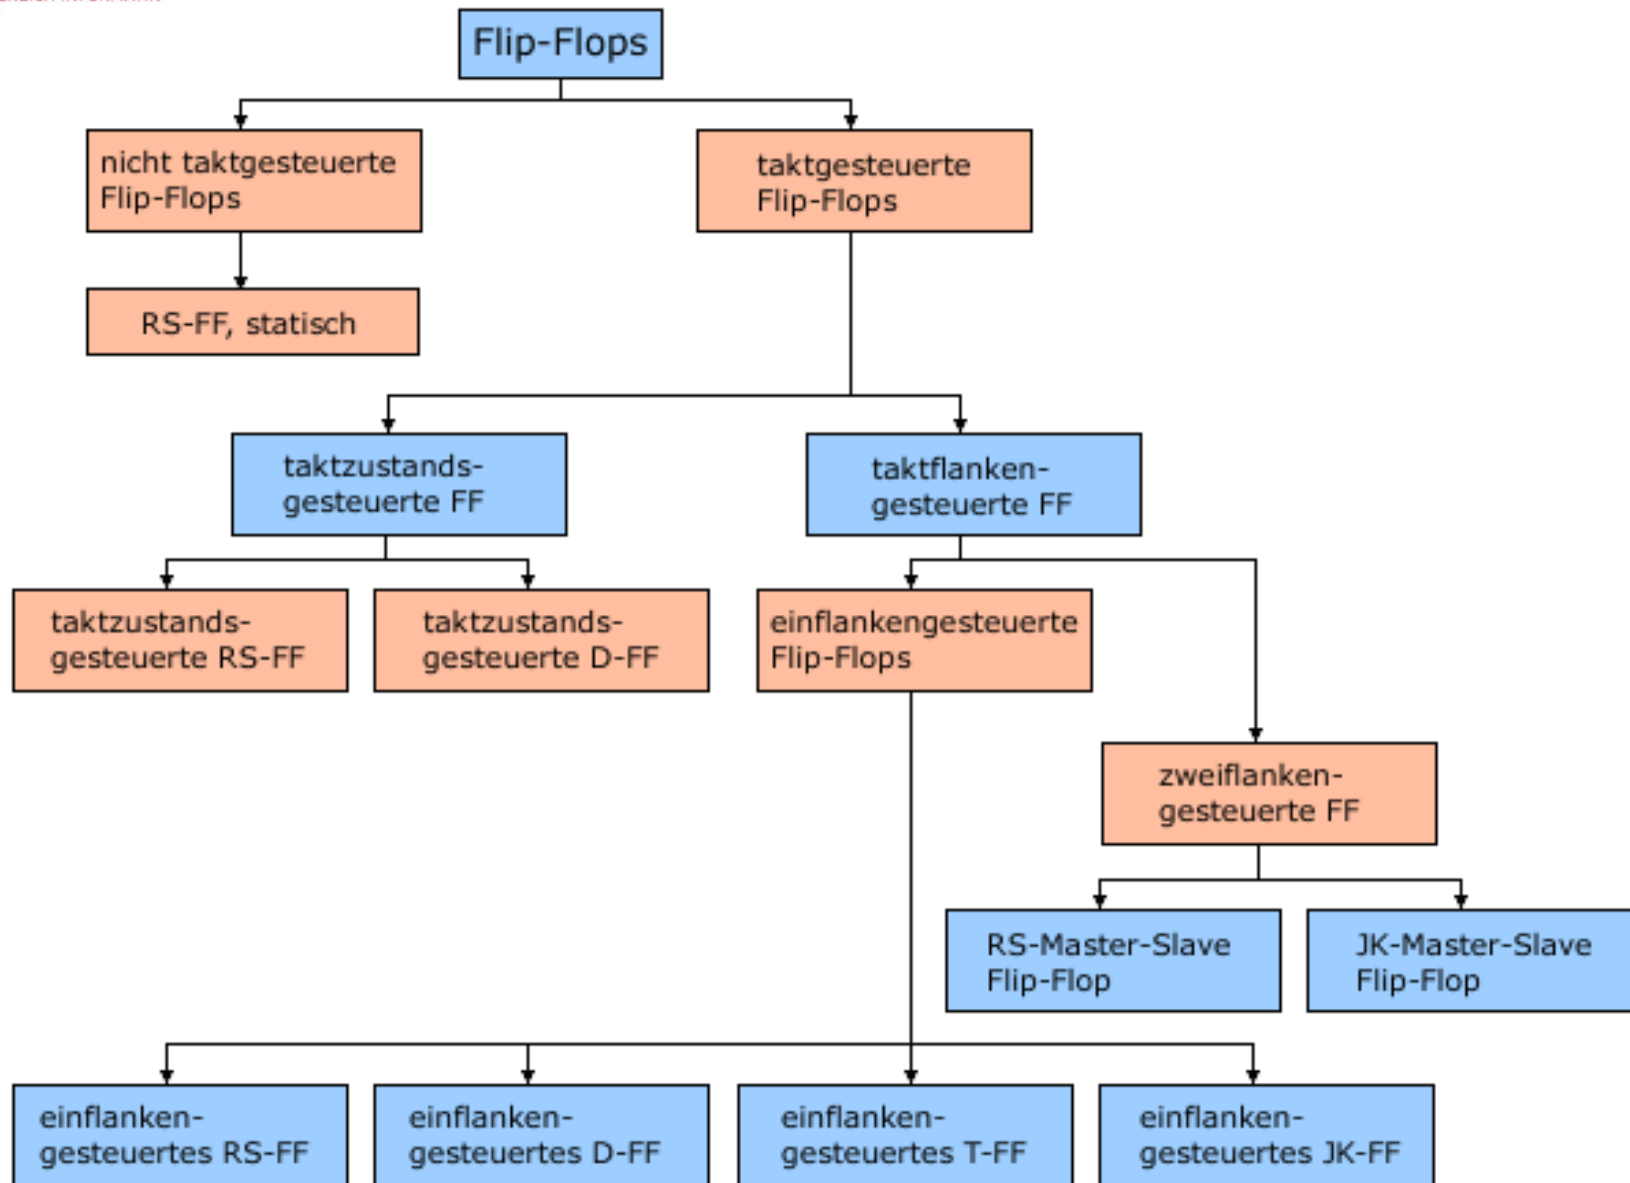 Flip-Flops
nicht taktgesteuerte
Flip-Flops
taktgesteuerte
Flip-Flops
RS-FF, statisch
taktzustands-
gesteuerte FF
taktflanken-
gesteuerte FF
taktzustands-
gesteuerte RS-FF
taktzustands-
gesteuerte D-FF
einflankengesteuerte
Flip-Flops
zweiflanken-
gesteuerte FF
RS-Master-Slave
Flip-Flop
JK-Master-Slave
Flip-Flop
einflanken-
gesteuertes RS-FF
einflanken-
gesteuertes D-FF
einflanken-
gesteuertes T-FF
einflanken-
gesteuertes JK-FF